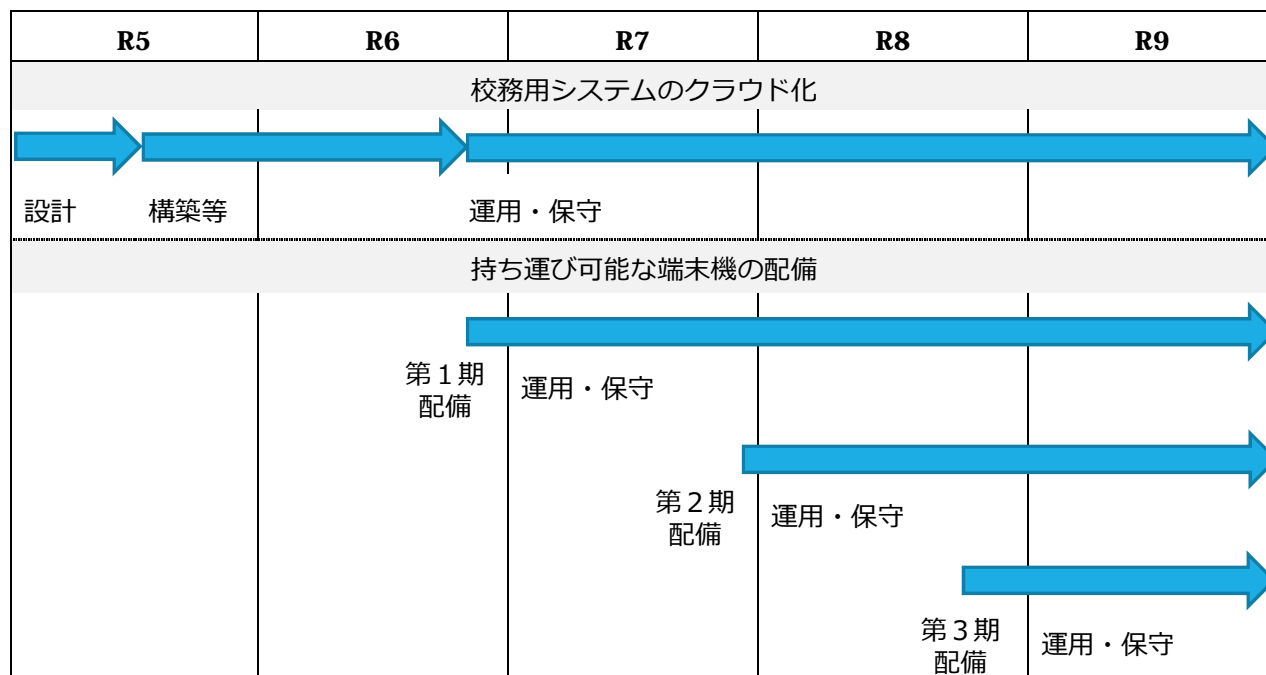 R5 R6 R7 R8 R9
校務用システムのクラウド化
設計 構築等 運用・保守
持ち運び可能な端末機の配備
第１期
配備
運用・保守
第２期
配備
運用・保守
第３期
配備
運用・保守